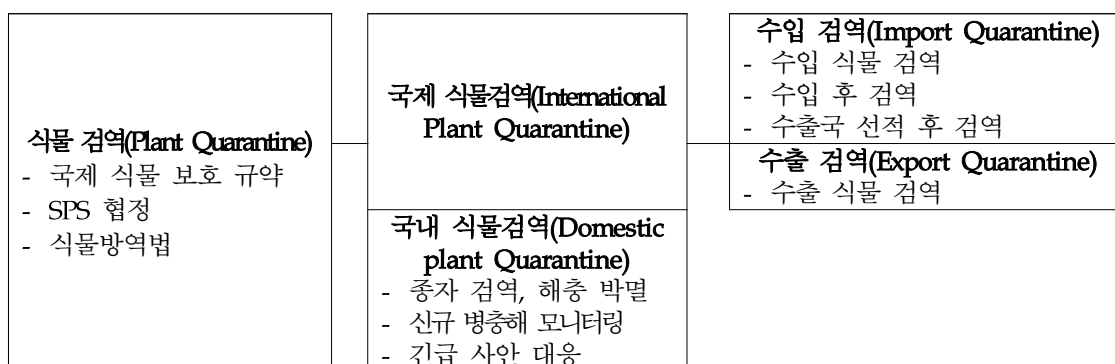 식물 검역(Plant Quarantine)
- 국제 식물 보호 규약
- SPS 협정
- 식물방역법
국제 식물검역(International
Plant Quarantine)
국내 식물검역(Domestic
plant Quarantine)
- 종자 검역, 해충 박멸
- 신규 병충해 모니터링
- 긴급 사안 대응
수입 검역(Import Quarantine)
- 수입 식물 검역
- 수입 후 검역
- 수출국 선적 후 검역
수출 검역(Export Quarantine)
- 수출 식물 검역